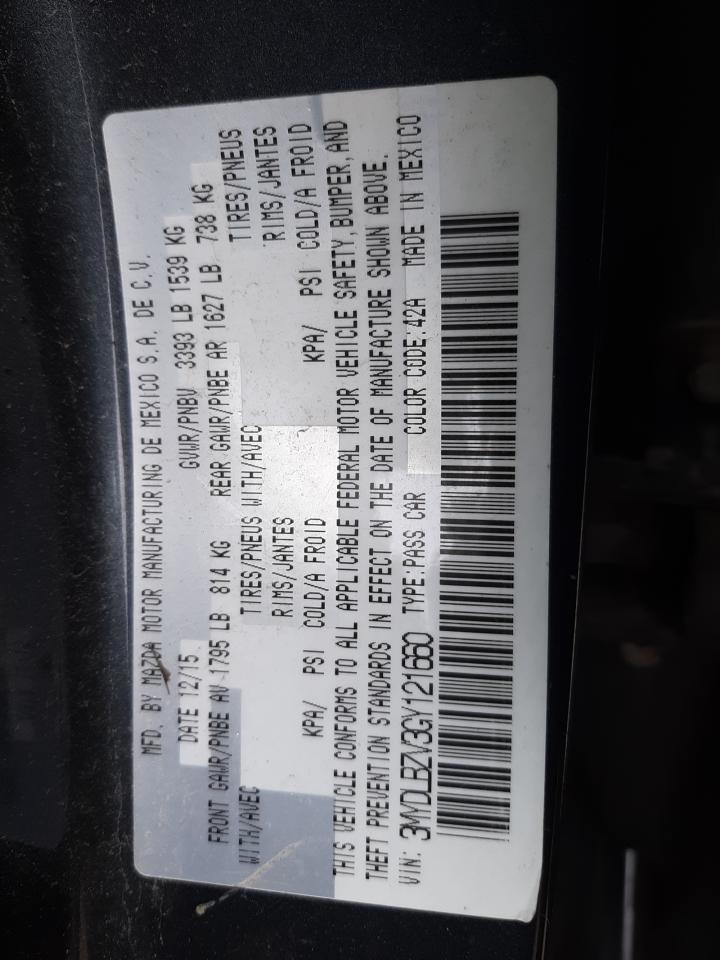 MFD. BY MAZDA MOTOR MANUFACTURING DE MEXICO S.A. DE C.V.
DATE 12/15 GVWR/PNBV 3393 LB 1539 KG
FRONT GAWR/PNBE AV 1795 LB 814 KG REAR GAWR/PNBE AR 1627 LB 738 KG
WITH/AVEC TIRES/PNEUS WITH/AVEC TIRES/PNEUS
RIMS/JANTES RIMS/JANTES
KPA/ PSI COLD/A FROID KPA/ PSI COLD/A FROID
THIS VEHICLE CONFORMS TO ALL APPLICABLE FEDERAL MOTOR VEHICLE SAFETY, BUMPER, AND
THEFT PREVENTION STANDARDS IN EFFECT ON THE DATE OF MANUFACTURE SHOWN ABOVE.
VIN: 3MYDLBZV3GY121660 TYPE:PASS CAR COLOR CODE:42A MADE IN MEXICO